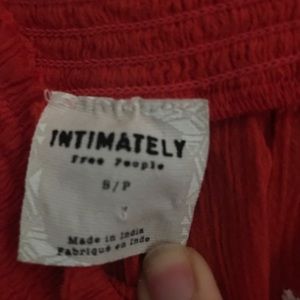 INTIMATELY
Free People
S/P
Made in India
Fabriqué en Inde